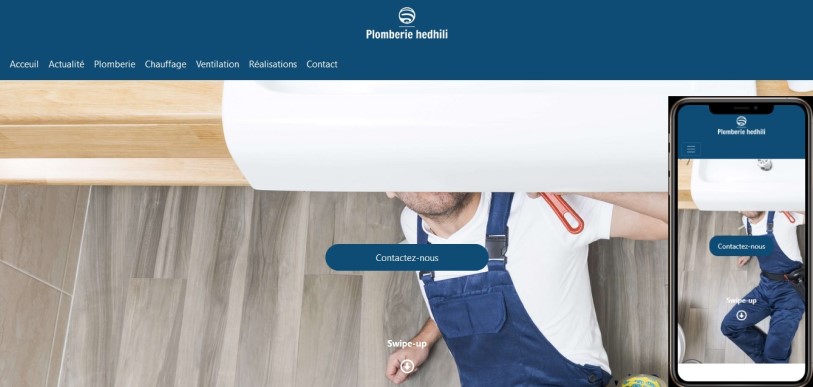 Plomberie hedhili
Acceuil Actualité Plomberie Chauffage Ventilation Réalisations Contact
Contactez-nous
Swipe-up
Plomberie hedhili
Contactez-nous
Swipe-up